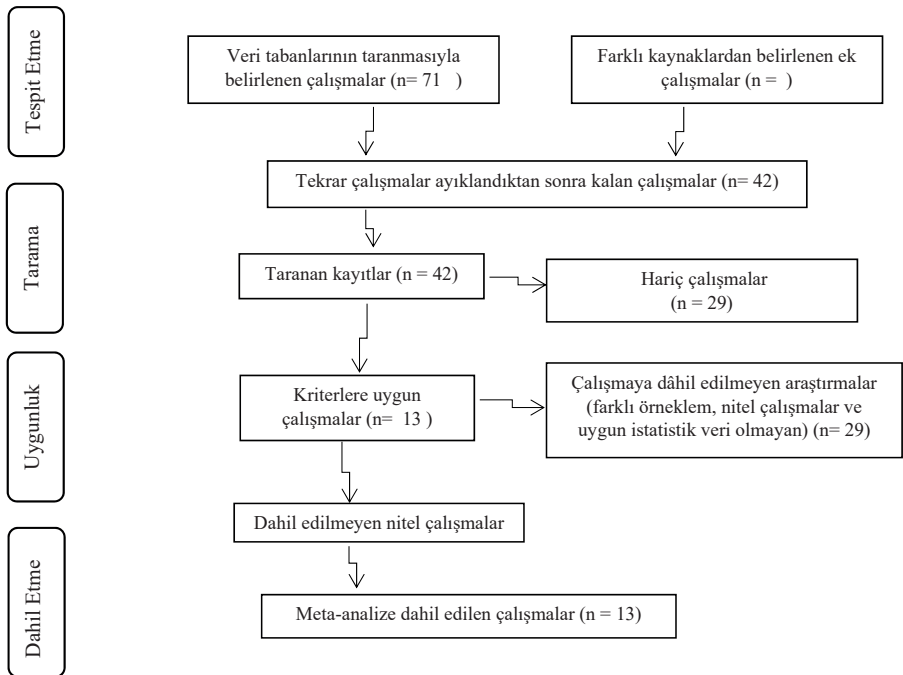 Tespit Etme
Veri tabanlarının taranmasıyla
belirlenen çalışmalar (n= 71   )
Farklı kaynaklardan belirlenen ek
çalışmalar (n =  )
Tekrar çalışmalar ayıklandıktan sonra kalan çalışmalar (n= 42)
Tarama
Taranan kayıtlar (n = 42)
Hariç çalışmalar
(n = 29)
Uygunluk
Kriterlere uygun
çalışmalar (n=  13 )
Çalışmaya dâhil edilmeyen araştırmalar
(farklı örneklem, nitel çalışmalar ve
uygun istatistik veri olmayan) (n= 29)
Dahil edilmeyen nitel çalışmalar
Dahil Etme
Meta-analize dahil edilen çalışmalar (n = 13)